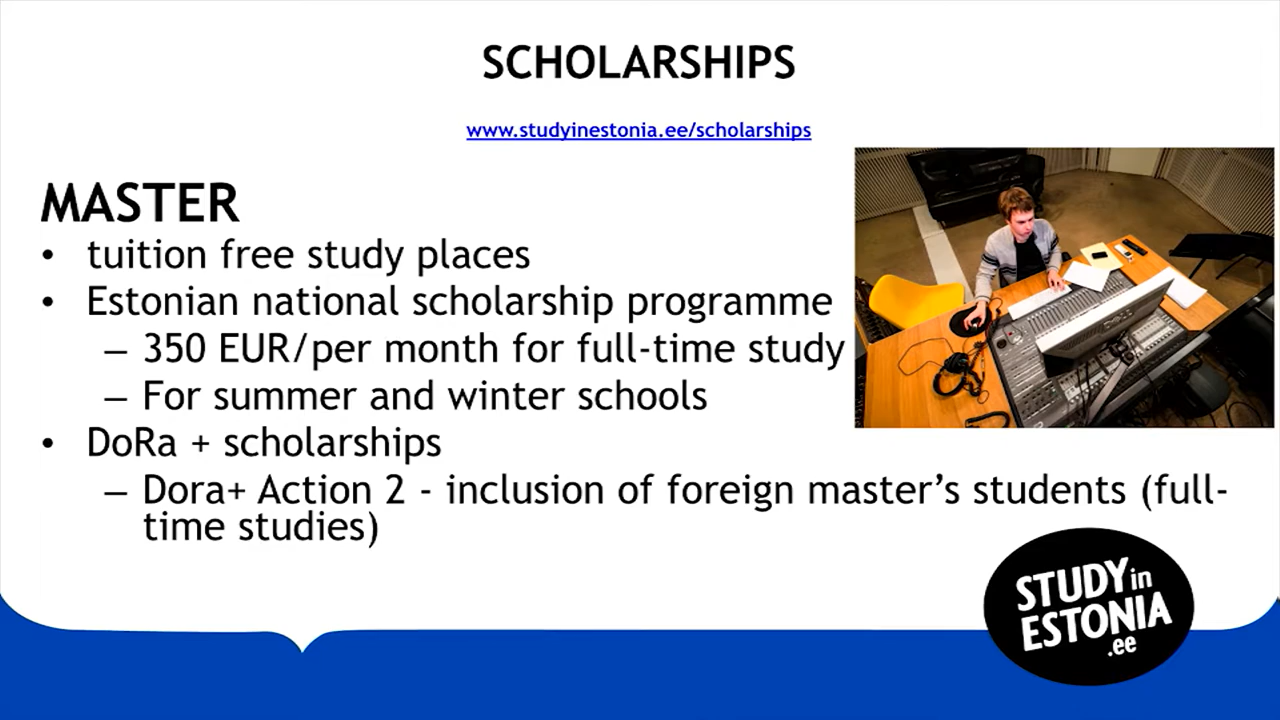 SCHOLARSHIPS
www.studyinestonia.ee/scholarships
MASTER
• tuition free study places
• Estonian national scholarship programme
– 350 EUR/per month for full-time study
– For summer and winter schools
• DoRa + scholarships
– Dora+ Action 2 - inclusion of foreign master’s students (full-
time studies)
STUDY in
ESTONIA
.ee